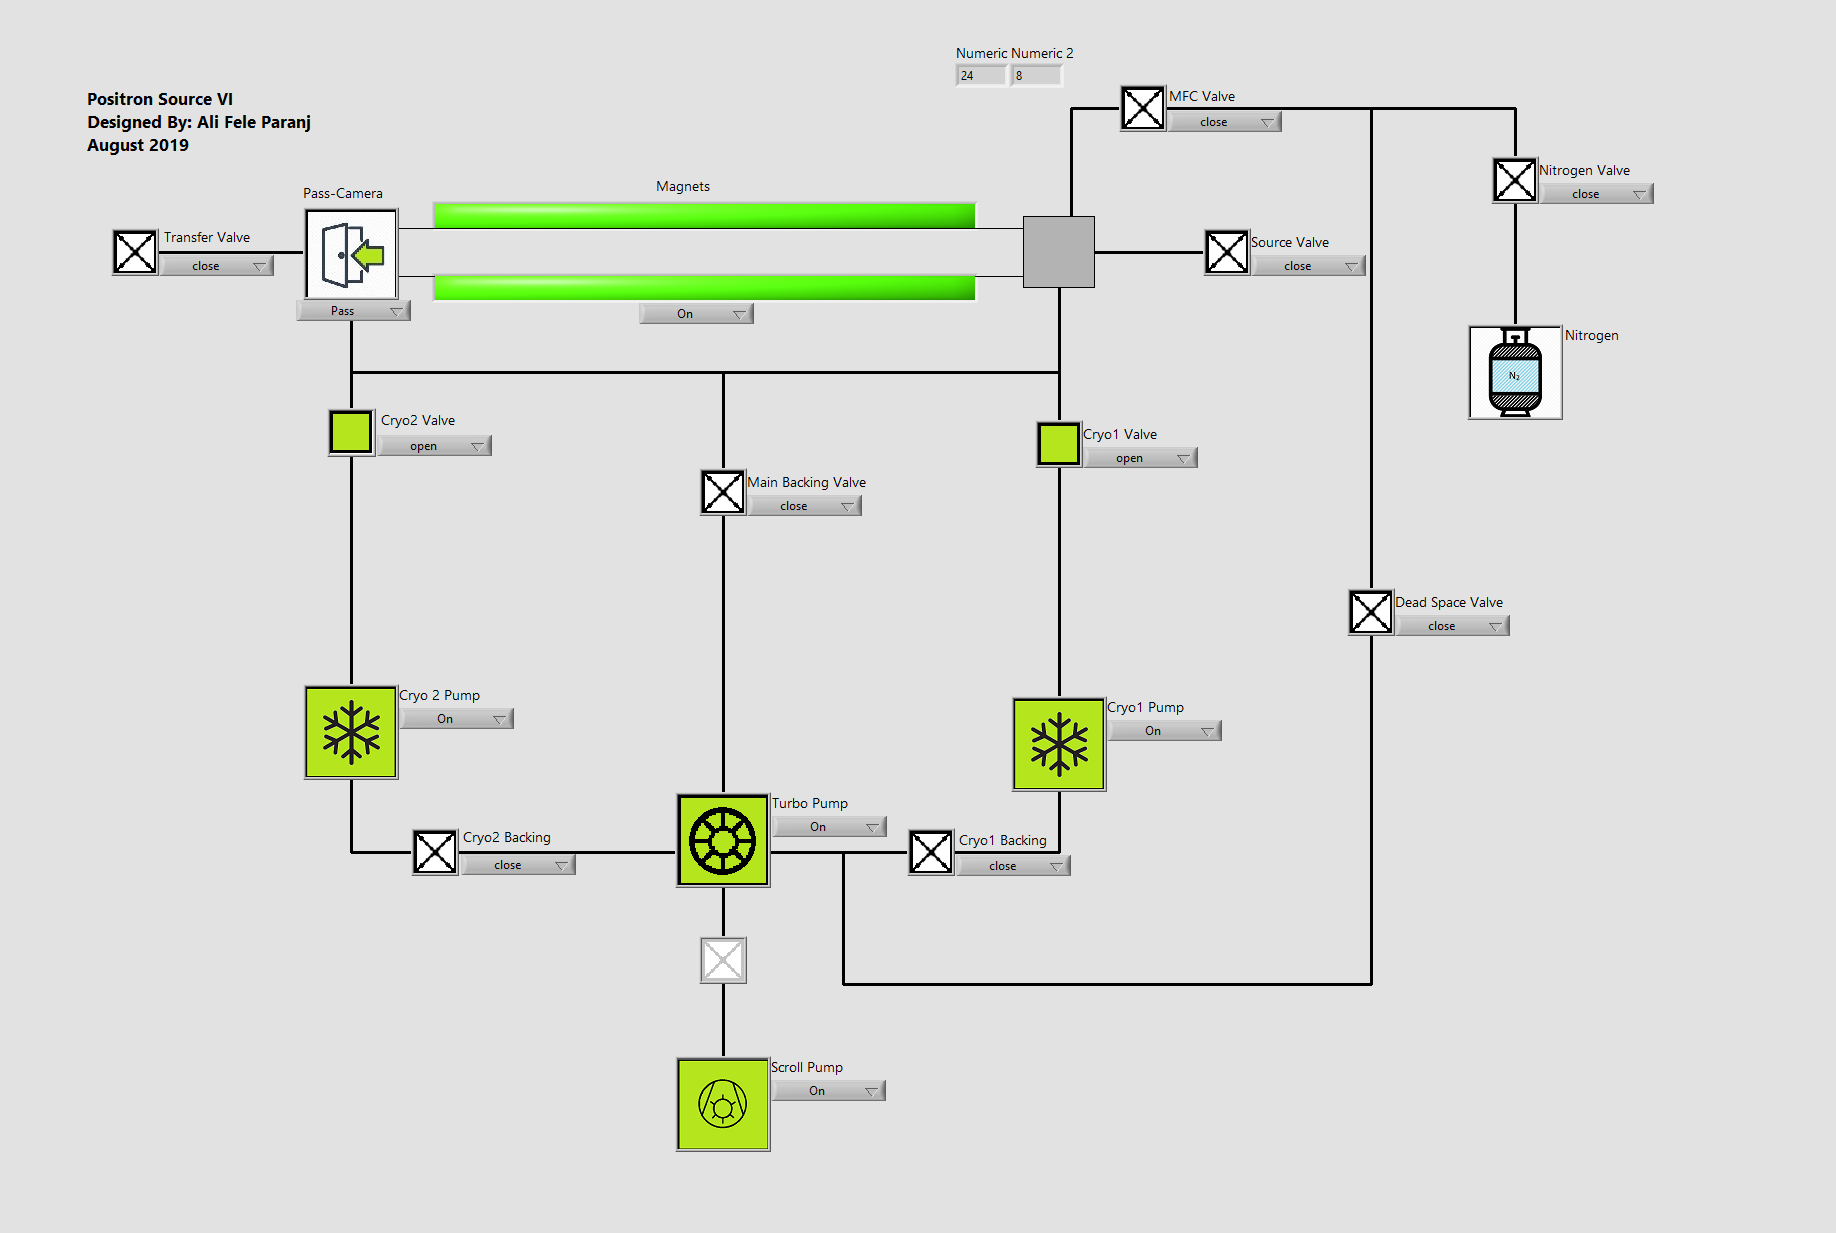 Numeric Numeric 2
24 8
Positron Source VI
Designed By: Ali Fele Paranj
August 2019
MFC Valve
close
Nitrogen Valve
close
Pass-Camera
Magnets
Transfer Valve
close
Source Valve
close
Pass
On
Nitrogen
N₂
Cryo2 Valve
open
Cryo1 Valve
open
Main Backing Valve
close
Dead Space Valve
close
Cryo 2 Pump
On
Cryo1 Pump
On
Turbo Pump
On
Cryo2 Backing
close
Cryo1 Backing
close
Scroll Pump
On